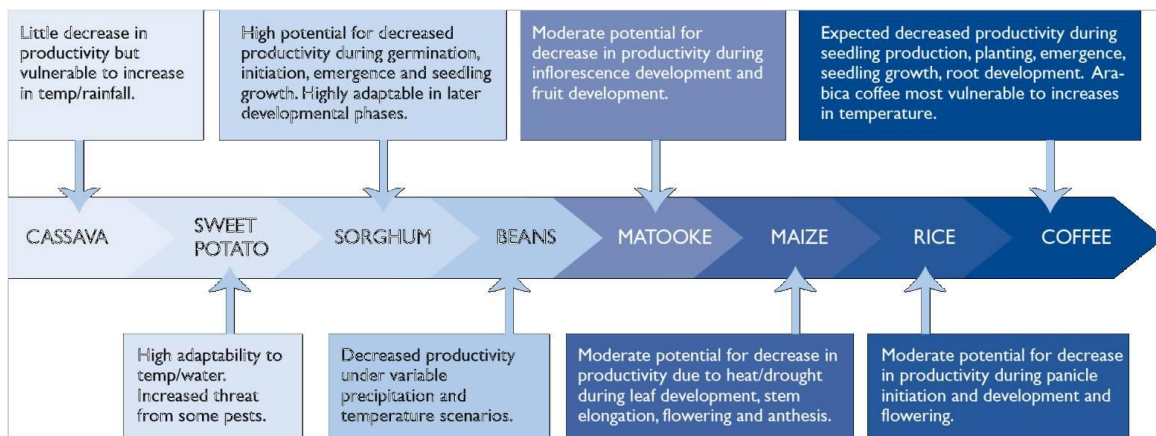 Little decrease in
productivity but
vulnerable to increase
in temp/rainfall.
High potential for decreased
productivity during germination,
initiation, emergence and seedling
growth. Highly adaptable in later
developmental phases.
Moderate potential for
decrease in productivity during
inflorescence development and
fruit development.
Expected decreased productivity during
seedling production, planting, emergence,
seedling growth, root development. Ara-
bica coffee most vulnerable to increases
in temperature.
CASSAVA
SWEET
POTATO
SORGHUM
BEANS
MATOOKE
MAIZE
RICE
COFFEE
High adaptability to
temp/water.
Increased threat
from some pests.
Decreased productivity
under variable
precipitation and
temperature scenarios.
Moderate potential for decrease in
productivity due to heat/drought
during leaf development, stem
elongation, flowering and anthesis.
Moderate potential for decrease
in productivity during panicle
initiation and development and
flowering.